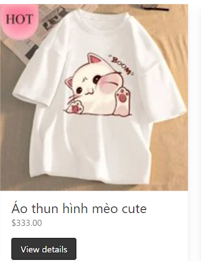 HOT
BOOM
Áo thun hình mèo cute
$333.00
View details